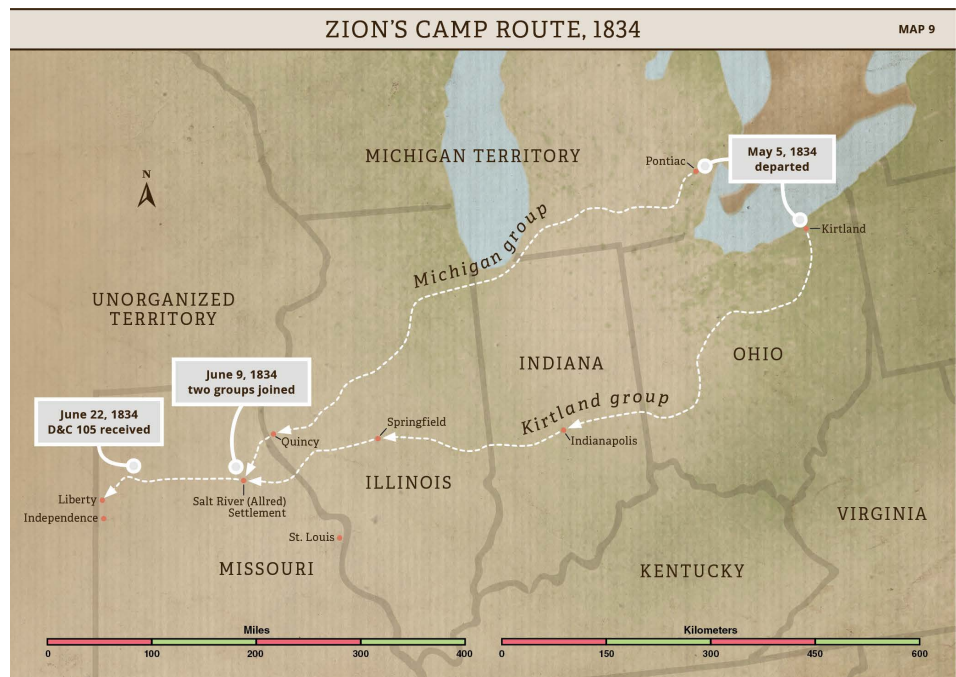 ZION'S CAMP ROUTE, 1834
MAP 9
MICHIGAN TERRITORY
Pontiac
May 5, 1834
departed
N
Kirtland
Michigan group
UNORGANIZED
TERRITORY
INDIANA
OHIO
June 9, 1834
two groups joined
June 22, 1834
D&C 105 received
Kirtland group
Springfield
Quincy
Indianapolis
ILLINOIS
Liberty
Salt River (Allred)
Settlement
Independence
VIRGINIA
St. Louis
MISSOURI
KENTUCKY
Miles
0 100 200 300 400
Kilometers
0 150 300 450 600